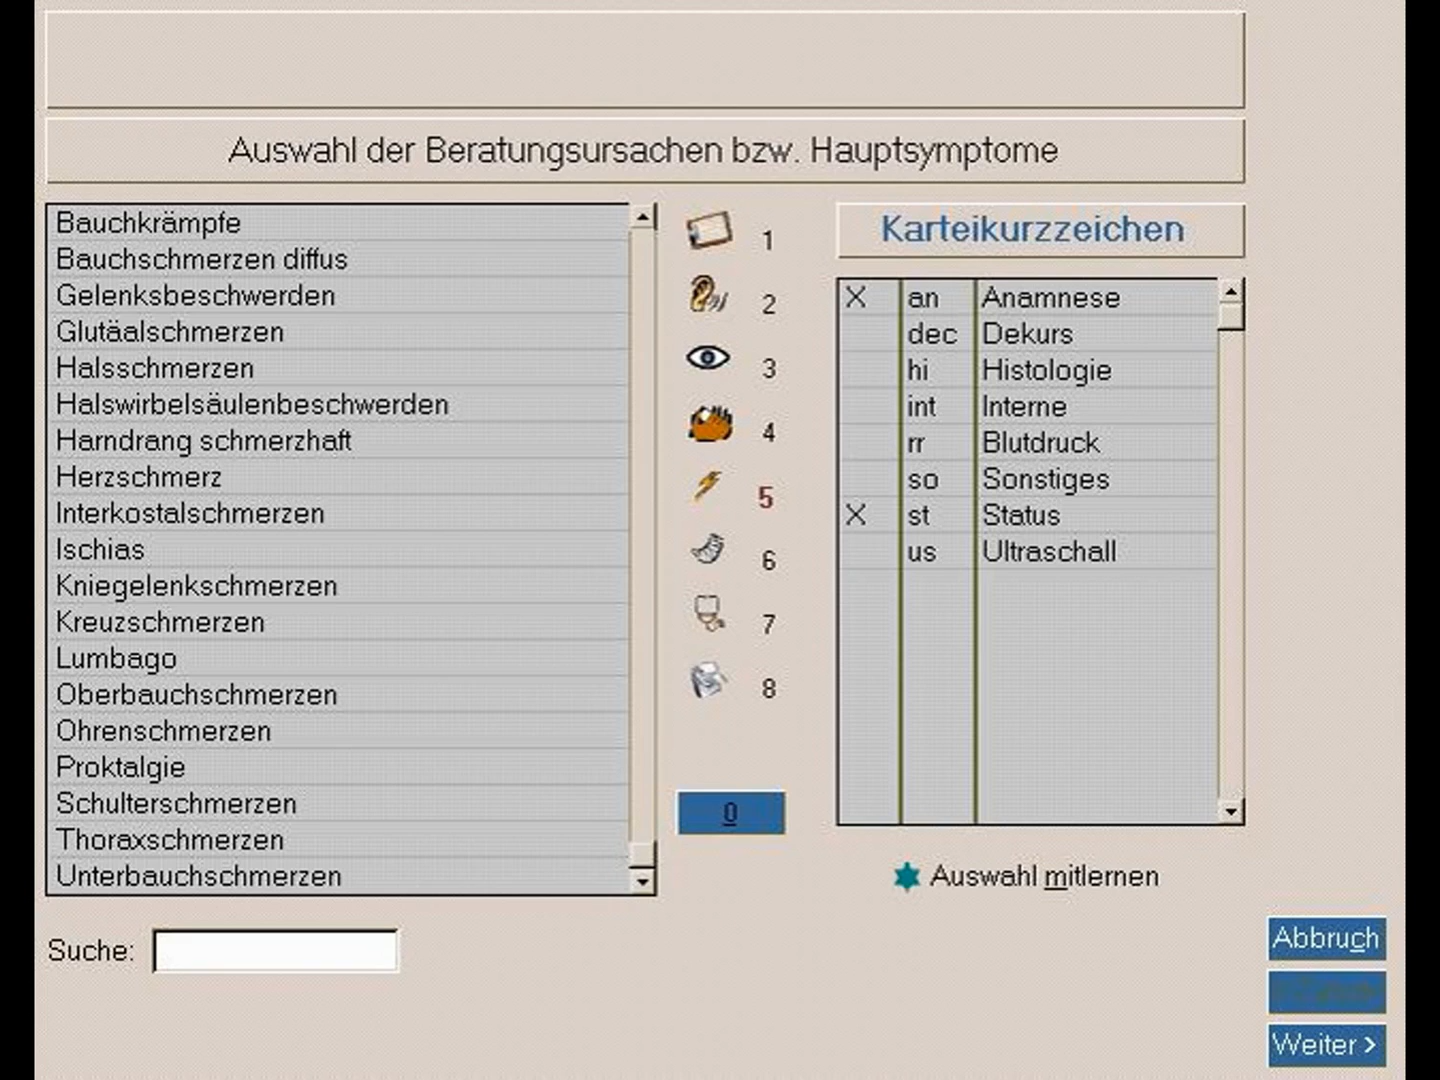 Auswahl der Beratungsursachen bzw. Hauptsymptome
Bauchkrämpfe
Bauchschmerzen diffus
Gelenksbeschwerden
Glutäalschmerzen
Halsschmerzen
Halswirbelsäulenbeschwerden
Harndrang schmerzhaft
Herzschmerz
Interkostalschmerzen
Ischias
Kniegelenkschmerzen
Kreuzschmerzen
Lumbago
Oberbauchschmerzen
Ohrenschmerzen
Proktalgie
Schulterschmerzen
Thoraxschmerzen
Unterbauchschmerzen
Suche:
1
2
3
4
5
6
7
8
0
Karteikurzzeichen
X an Anamnese
dec Dekurs
hi Histologie
int Interne
rr Blutdruck
so Sonstiges
X st Status
us Ultraschall
Auswahl mitlernen
Abbruch
Weiter >